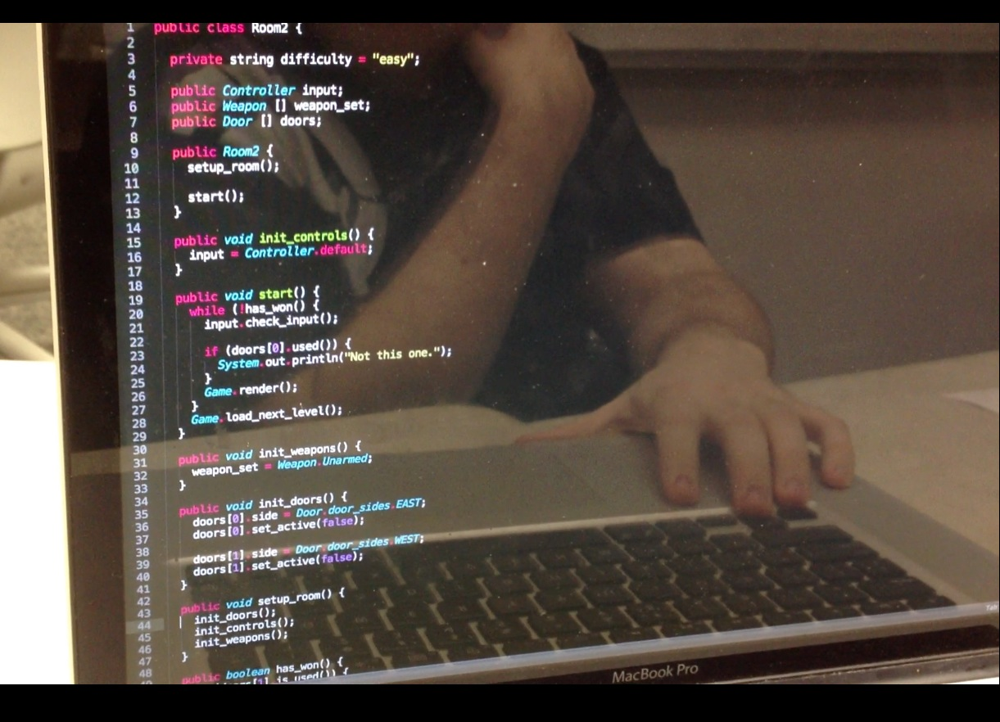 1 public class Room2 {
2
3 private string difficulty = "easy";
4
5 public Controller input;
6 public Weapon [] weapon_set;
7 public Door [] doors;
8
9 public Room2 {
10 setup_room();
11
12 start();
13 }
14
15 public void init_controls() {
16 input = Controller.default;
17 }
18
19 public void start() {
20 while (!has_won() {
21 input.check_input();
22
23 if (doors[0].used()) {
24 System.out.println("Not this one.");
25 }
26 Game.render();
27 }
28 Game.load_next_level();
29 }
30
31 public void init_weapons() {
32 weapon_set = Weapon.Unarmed;
33 }
34
35 public void init_doors() {
36 doors[0].side = Door.door_sides.EAST;
37 doors[0].set_active(false);
38
39 doors[1].side = Door.door_sides.WEST;
40 doors[1].set_active(false);
41 }
42
43 public void setup_room() {
44 init_doors();
45 init_controls();
46 init_weapons();
47 }
48
public boolean has_won() {
[1].is_used()) {
Tab
MacBook Pro